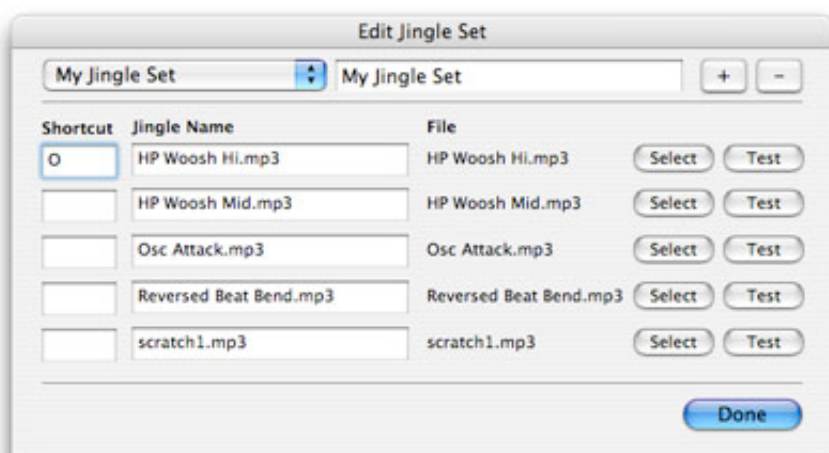 Edit Jingle Set
My Jingle Set My Jingle Set + -
Shortcut Jingle Name File
O HP Woosh Hi.mp3 HP Woosh Hi.mp3 Select Test
HP Woosh Mid.mp3 HP Woosh Mid.mp3 Select Test
Osc Attack.mp3 Osc Attack.mp3 Select Test
Reversed Beat Bend.mp3 Reversed Beat Bend.mp3 Select Test
scratch1.mp3 scratch1.mp3 Select Test
Done